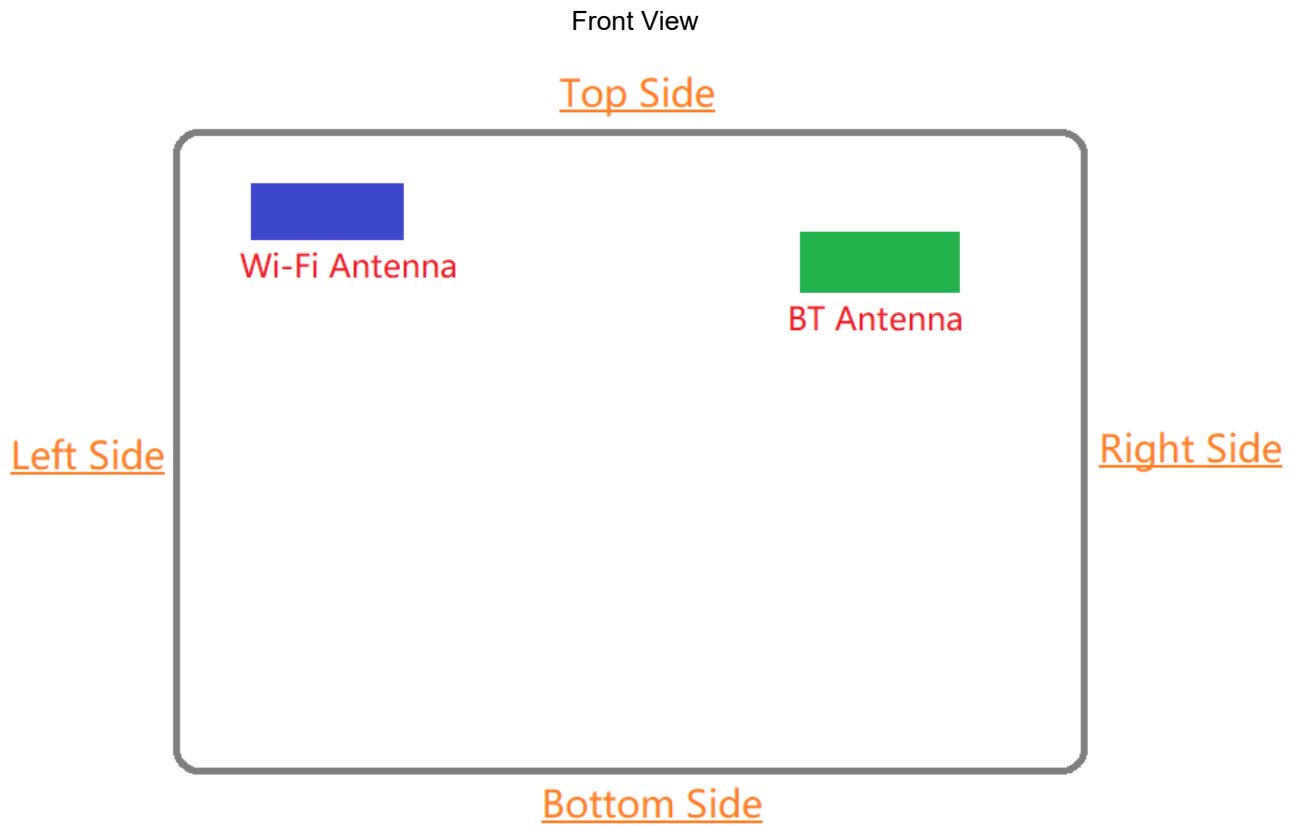 Front View
Top Side
Wi-Fi Antenna
BT Antenna
Left Side
Right Side
Bottom Side